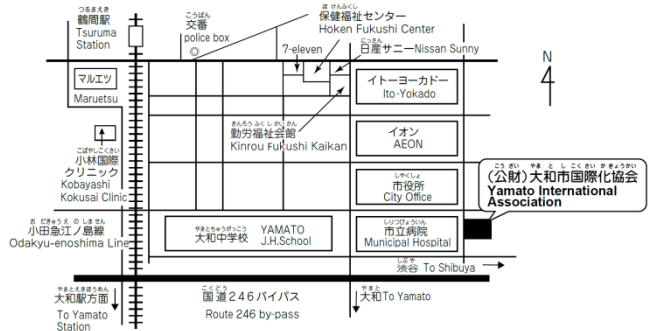 つるまえき
鶴間駅
Tsuruma
Station
こうばん
交番
police box
ほけんふくし
保健福祉センター
Hoken Fukushi Center
7-eleven
にっさん
日産サニーNissan Sunny
N
4
マルエツ
Maruetsu
イトーヨーカドー
Ito-Yokado
きんろうふくしかいかん
勤労福祉会館
Kinrou Fukushi Kaikan
イオン
AEON
こばやしこくさい
小林国際
クリニック
Kobayashi
Kokusai Clinic
しやくしょ
市役所
City Office
こうざい やまとしこくさいかきょうかい
(公財)大和市国際化協会
Yamato International
Association
おだきゅうえのしません
小田急江ノ島線
Odakyu-enoshima Line
やまとちゅうがっこう
大和中学校 YAMATO
J.H.School
しりつびょういん
市立病院
Municipal Hospital
しぶや
渋谷 To Shibuya
やまとえきほうめん
大和駅方面
To Yamato
Station
こくどう
国道246バイパス
Route 246 by-pass
やまと
大和To Yamato